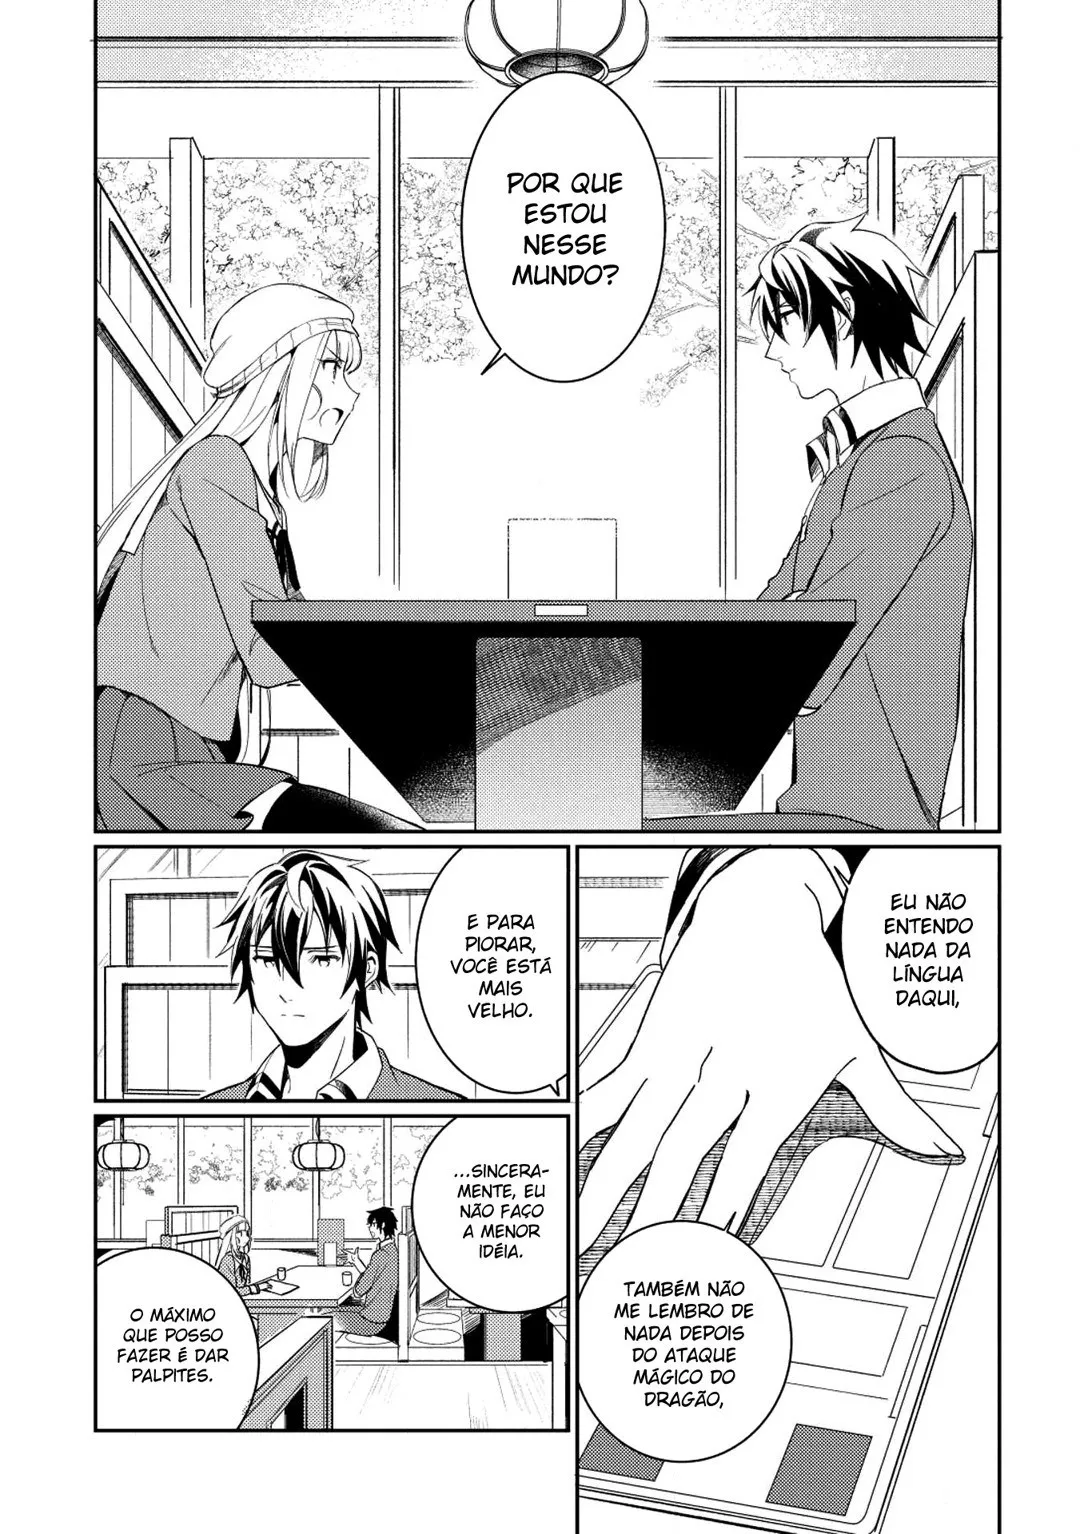 POR QUE
ESTOU
NESSE
MUNDO?
EU NÃO
ENTENDO
NADA DA
LÍNGUA
DAQUI,
TAMBÉM NÃO
ME LEMBRO DE
NADA DEPOIS
DO ATAQUE
MÁGICO DO
DRAGÃO,
E PARA
PIORAR,
VOCÊ ESTÁ
MAIS
VELHO.
...SINCERA-
MENTE, EU
NÃO FAÇO
A MENOR
IDÉIA.
O MÁXIMO
QUE POSSO
FAZER É DAR
PALPITES.